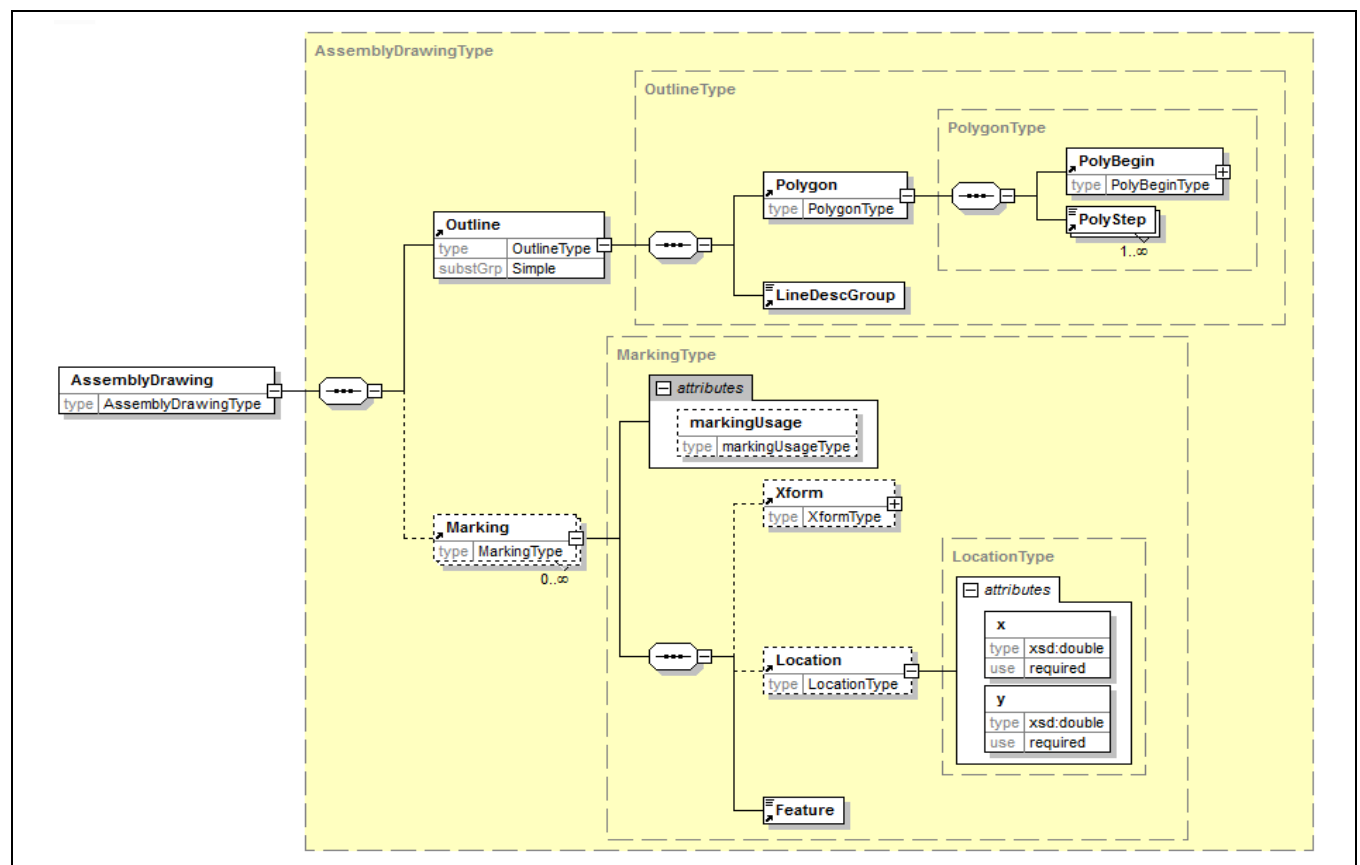 AssemblyDrawingType
OutlineType
PolygonType
PolyBegin
type PolyBeginType
Polygon
type PolygonType
PolyStep
1..∞
Outline
type OutlineType
substGrp Simple
LineDescGroup
MarkingType
AssemblyDrawing
type AssemblyDrawingType
attributes
markingUsage
type markingUsageType
Xform
type XformType
Marking
type MarkingType
0..∞
LocationType
attributes
x
type xsd:double
use required
Location
type LocationType
y
type xsd:double
use required
Feature